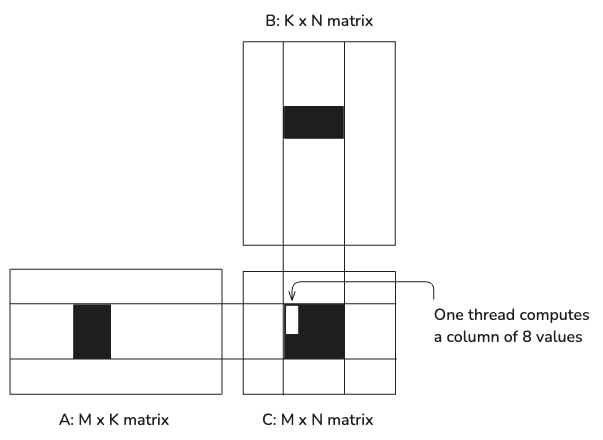 B: K x N matrix
One thread computes
a column of 8 values
A: M x K matrix
C: M x N matrix